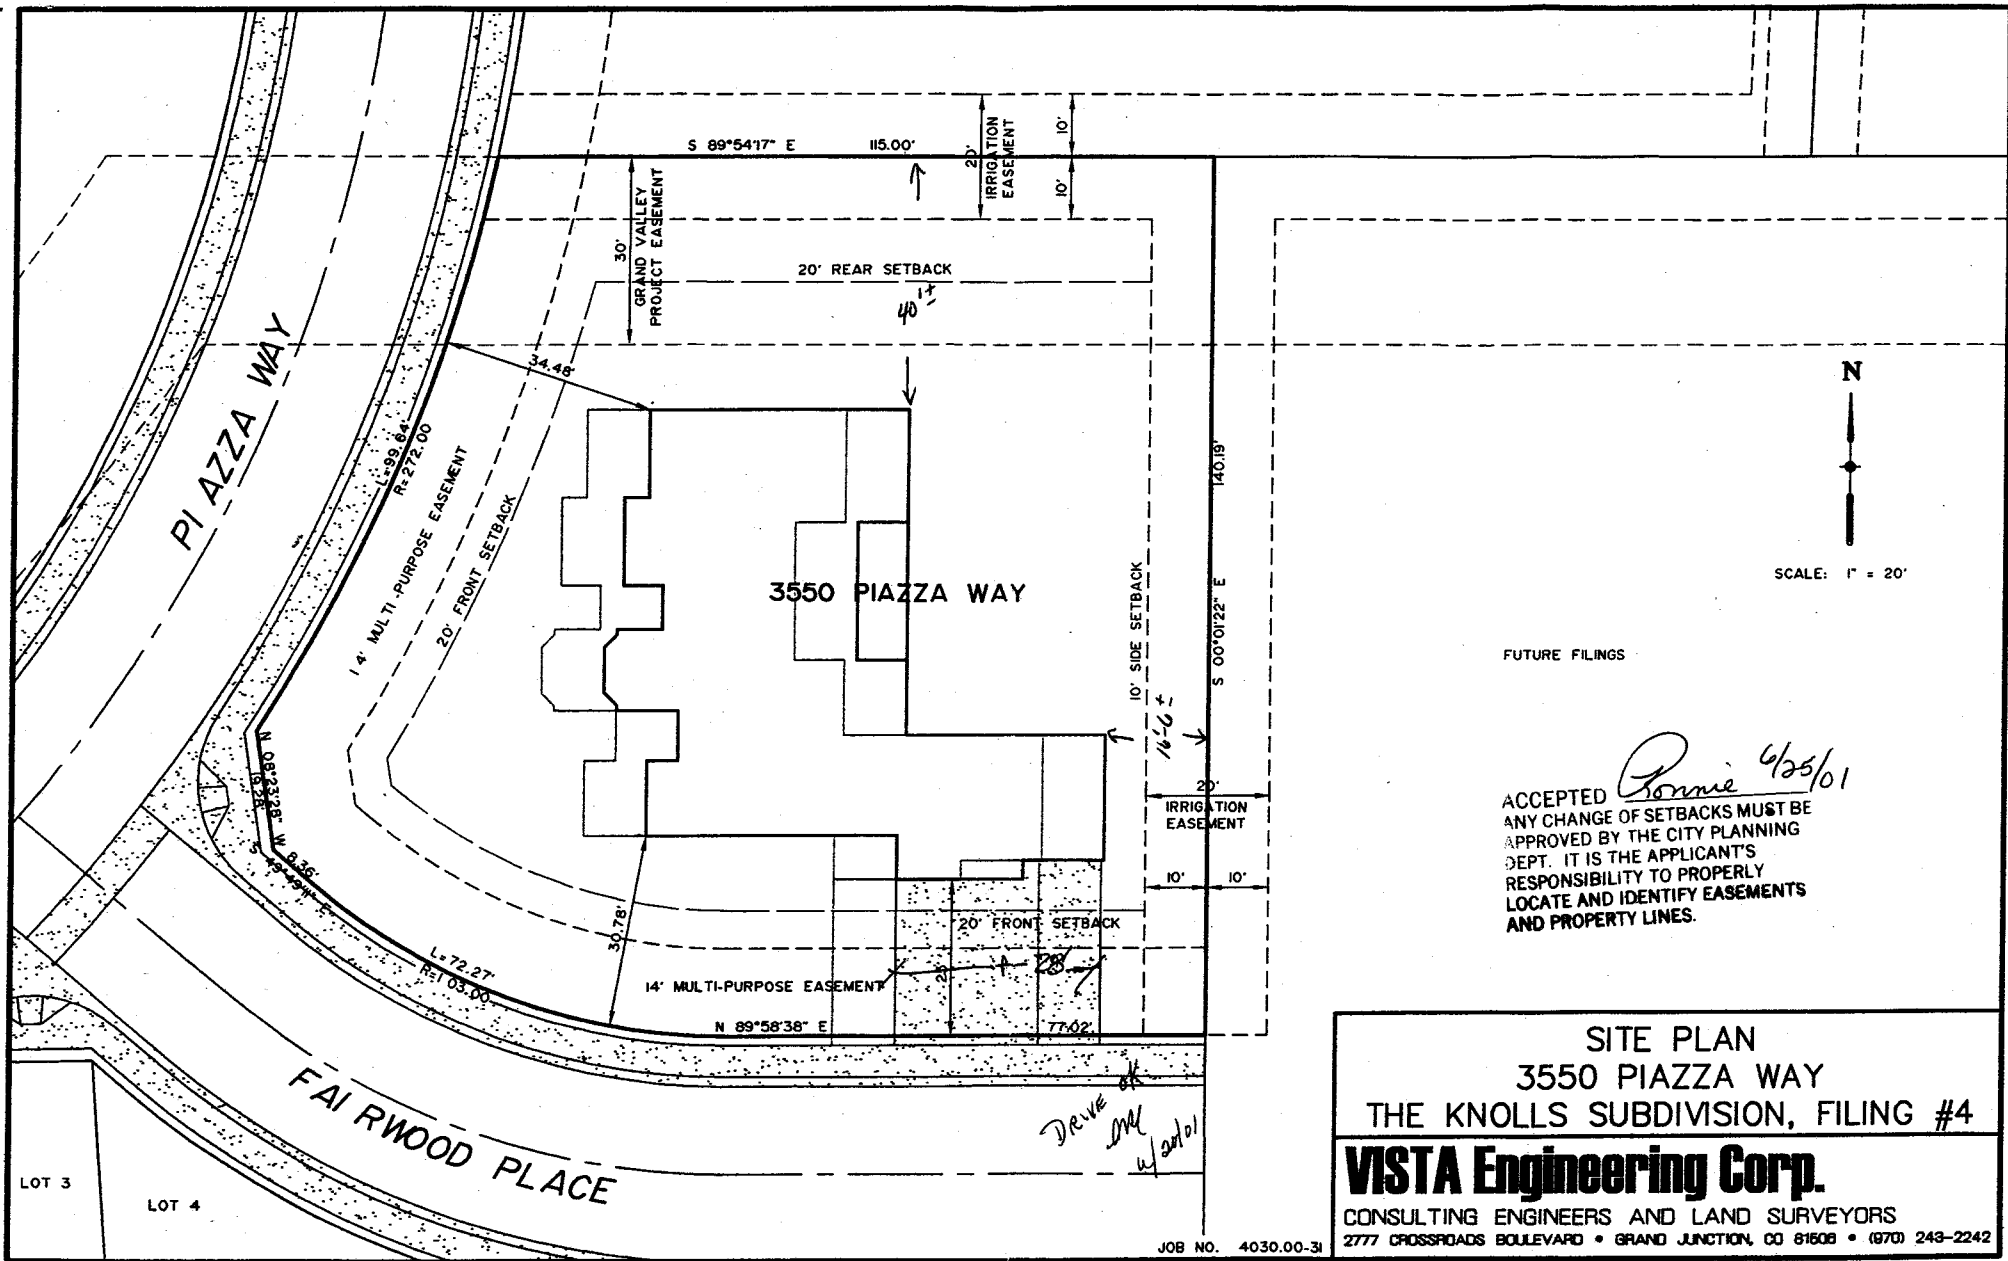 S 89°54'17" E 115.00'
20'
IRRIGATION
EASEMENT
10'
10'
30'
GRAND VALLEY
PROJECT EASEMENT
20' REAR SETBACK
40'±
34.48'
PIAZZA WAY
L=99.64'
R=272.00
14' MULTI-PURPOSE EASEMENT
20' FRONT SETBACK
3550 PIAZZA WAY
10' SIDE SETBACK
140.19'
S 00°01'22" E
16'-6±
20'
IRRIGATION
EASEMENT
10' 10'
N 08°23'28" W
19.28'
8.36'
S 49°49'11" E
L=72.27'
R=103.00
30.78'
20' FRONT SETBACK
25'
28'
14' MULTI-PURPOSE EASEMENT
N 89°58'38" E 77.02'
FAIRWOOD PLACE
LOT 3
LOT 4
DRIVE OK
N
SCALE: 1" = 20'
FUTURE FILINGS
ACCEPTED Ronnie 6/25/01
ANY CHANGE OF SETBACKS MUST BE
APPROVED BY THE CITY PLANNING
DEPT. IT IS THE APPLICANT'S
RESPONSIBILITY TO PROPERLY
LOCATE AND IDENTIFY EASEMENTS
AND PROPERTY LINES.
SITE PLAN
3550 PIAZZA WAY
THE KNOLLS SUBDIVISION, FILING #4
VISTA Engineering Corp.
CONSULTING ENGINEERS AND LAND SURVEYORS
2777 CROSSROADS BOULEVARD • GRAND JUNCTION, CO 81506 • (970) 243-2242
JOB NO. 4030.00-31